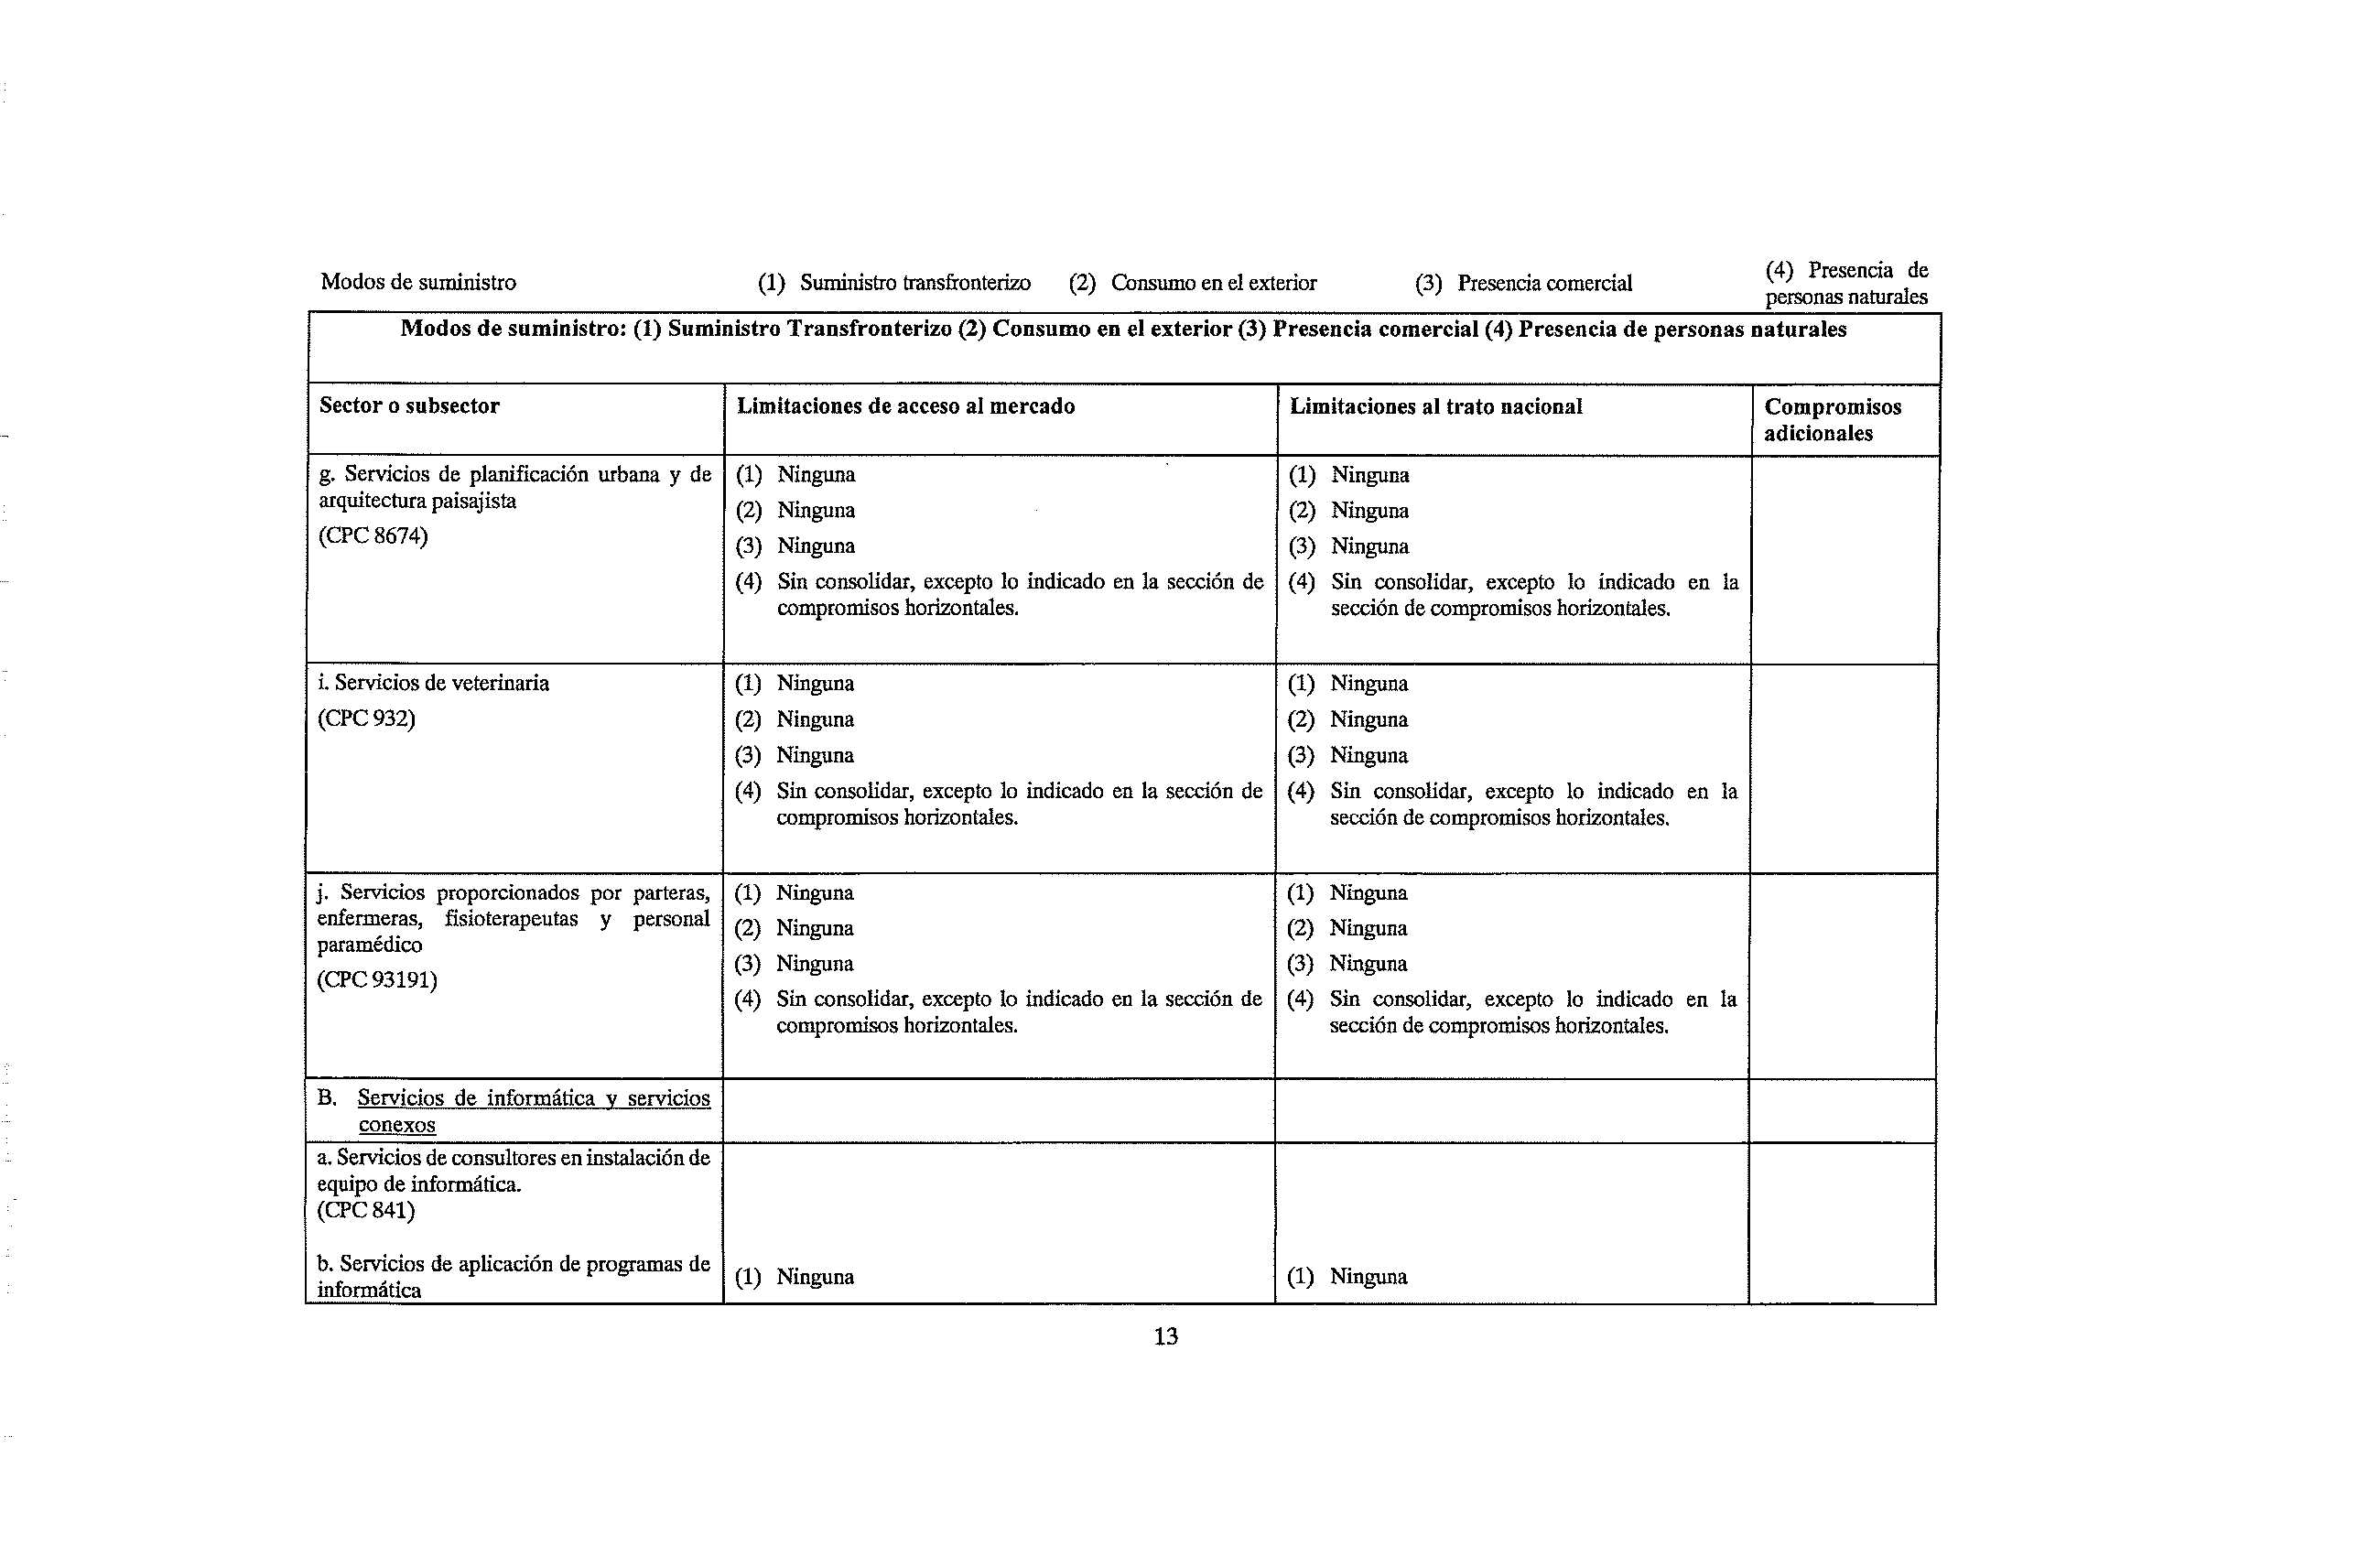 Modos de suministro (1) Suministro transfronterizo (2) Consumo en el exterior (3) Presencia comercial (4) Presencia de personas naturales
Modos de suministro: (1) Suministro Transfronterizo (2) Consumo en el exterior (3) Presencia comercial (4) Presencia de personas naturales
Sector o subsector
Limitaciones de acceso al mercado
Limitaciones al trato nacional
Compromisos
adicionales
g. Servicios de planificación urbana y de
arquitectura paisajista
(CPC 8674)
(1) Ninguna
(2) Ninguna
(3) Ninguna
(4) Sin consolidar, excepto lo indicado en la sección de
compromisos horizontales.
(1) Ninguna
(2) Ninguna
(3) Ninguna
(4) Sin consolidar, excepto lo indicado en la
sección de compromisos horizontales.
i. Servicios de veterinaria
(CPC 932)
(1) Ninguna
(2) Ninguna
(3) Ninguna
(4) Sin consolidar, excepto lo indicado en la sección de
compromisos horizontales.
(1) Ninguna
(2) Ninguna
(3) Ninguna
(4) Sin consolidar, excepto lo indicado en la
sección de compromisos horizontales.
j. Servicios proporcionados por parteras,
enfermeras, fisioterapeutas y personal
paramédico
(CPC 93191)
(1) Ninguna
(2) Ninguna
(3) Ninguna
(4) Sin consolidar, excepto lo indicado en la sección de
compromisos horizontales.
(1) Ninguna
(2) Ninguna
(3) Ninguna
(4) Sin consolidar, excepto lo indicado en la
sección de compromisos horizontales.
B. Servicios de informática y servicios
conexos
a. Servicios de consultores en instalación de
equipo de informática.
(CPC 841)
b. Servicios de aplicación de programas de
informática
(1) Ninguna
(1) Ninguna
13